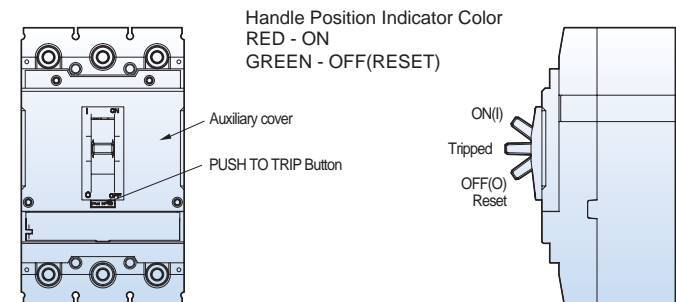 Handle Position Indicator Color
RED - ON
GREEN - OFF(RESET)
I ON
Auxiliary cover
PUSH TO TRIP Button
O OFF
ON(I)
Tripped
OFF(O)
Reset